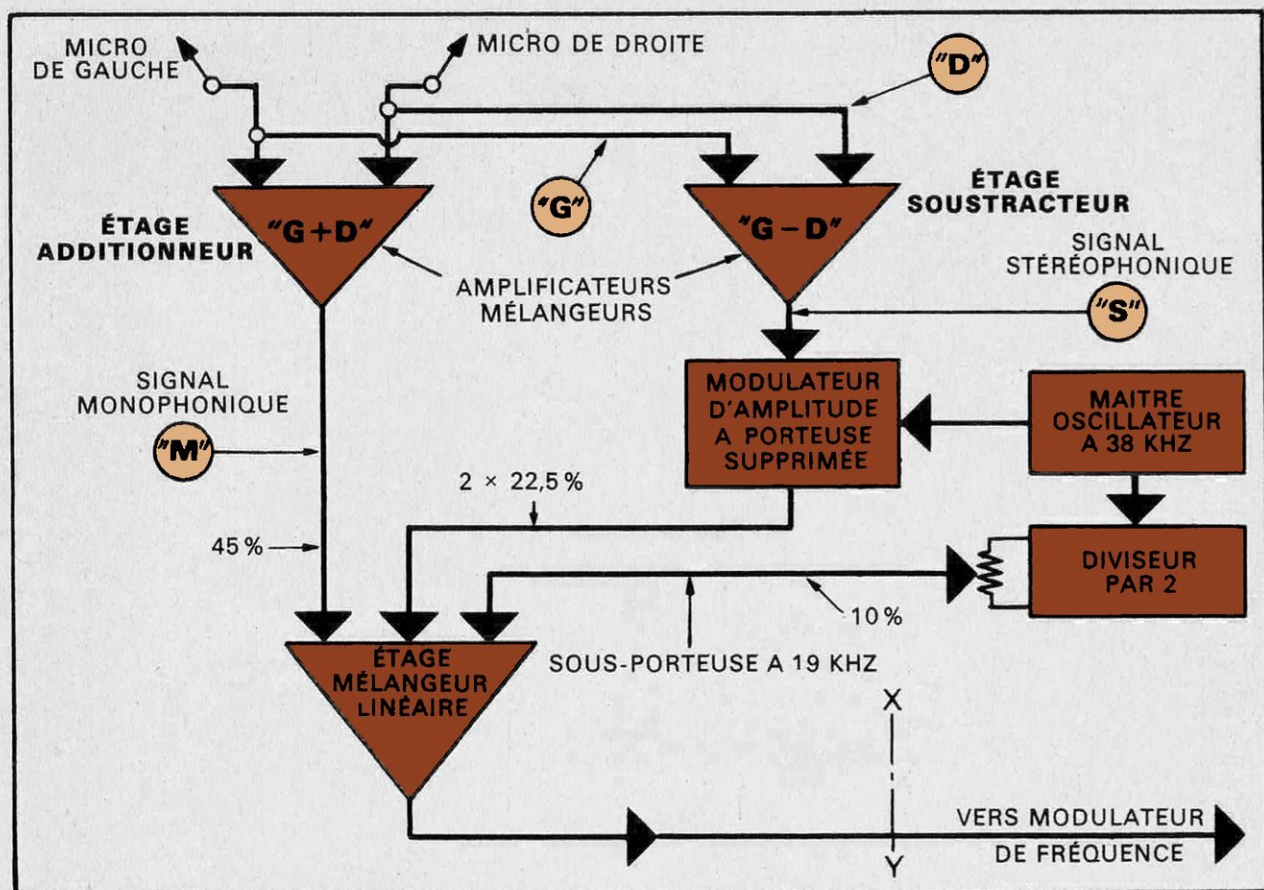 MICRO
DE GAUCHE
MICRO DE DROITE
"D"
"G"
ÉTAGE
ADDITIONNEUR
"G+D"
"G–D"
ÉTAGE
SOUSTRACTEUR
AMPLIFICATEURS
MÉLANGEURS
SIGNAL
STÉRÉOPHONIQUE
"S"
SIGNAL
MONOPHONIQUE
"M"
MODULATEUR
D'AMPLITUDE
A PORTEUSE
SUPPRIMÉE
MAITRE
OSCILLATEUR
A 38 KHZ
2 × 22,5 %
45 %
DIVISEUR
PAR 2
10 %
SOUS-PORTEUSE A 19 KHZ
ÉTAGE
MÉLANGEUR
LINÉAIRE
X
Y
VERS MODULATEUR
DE FRÉQUENCE